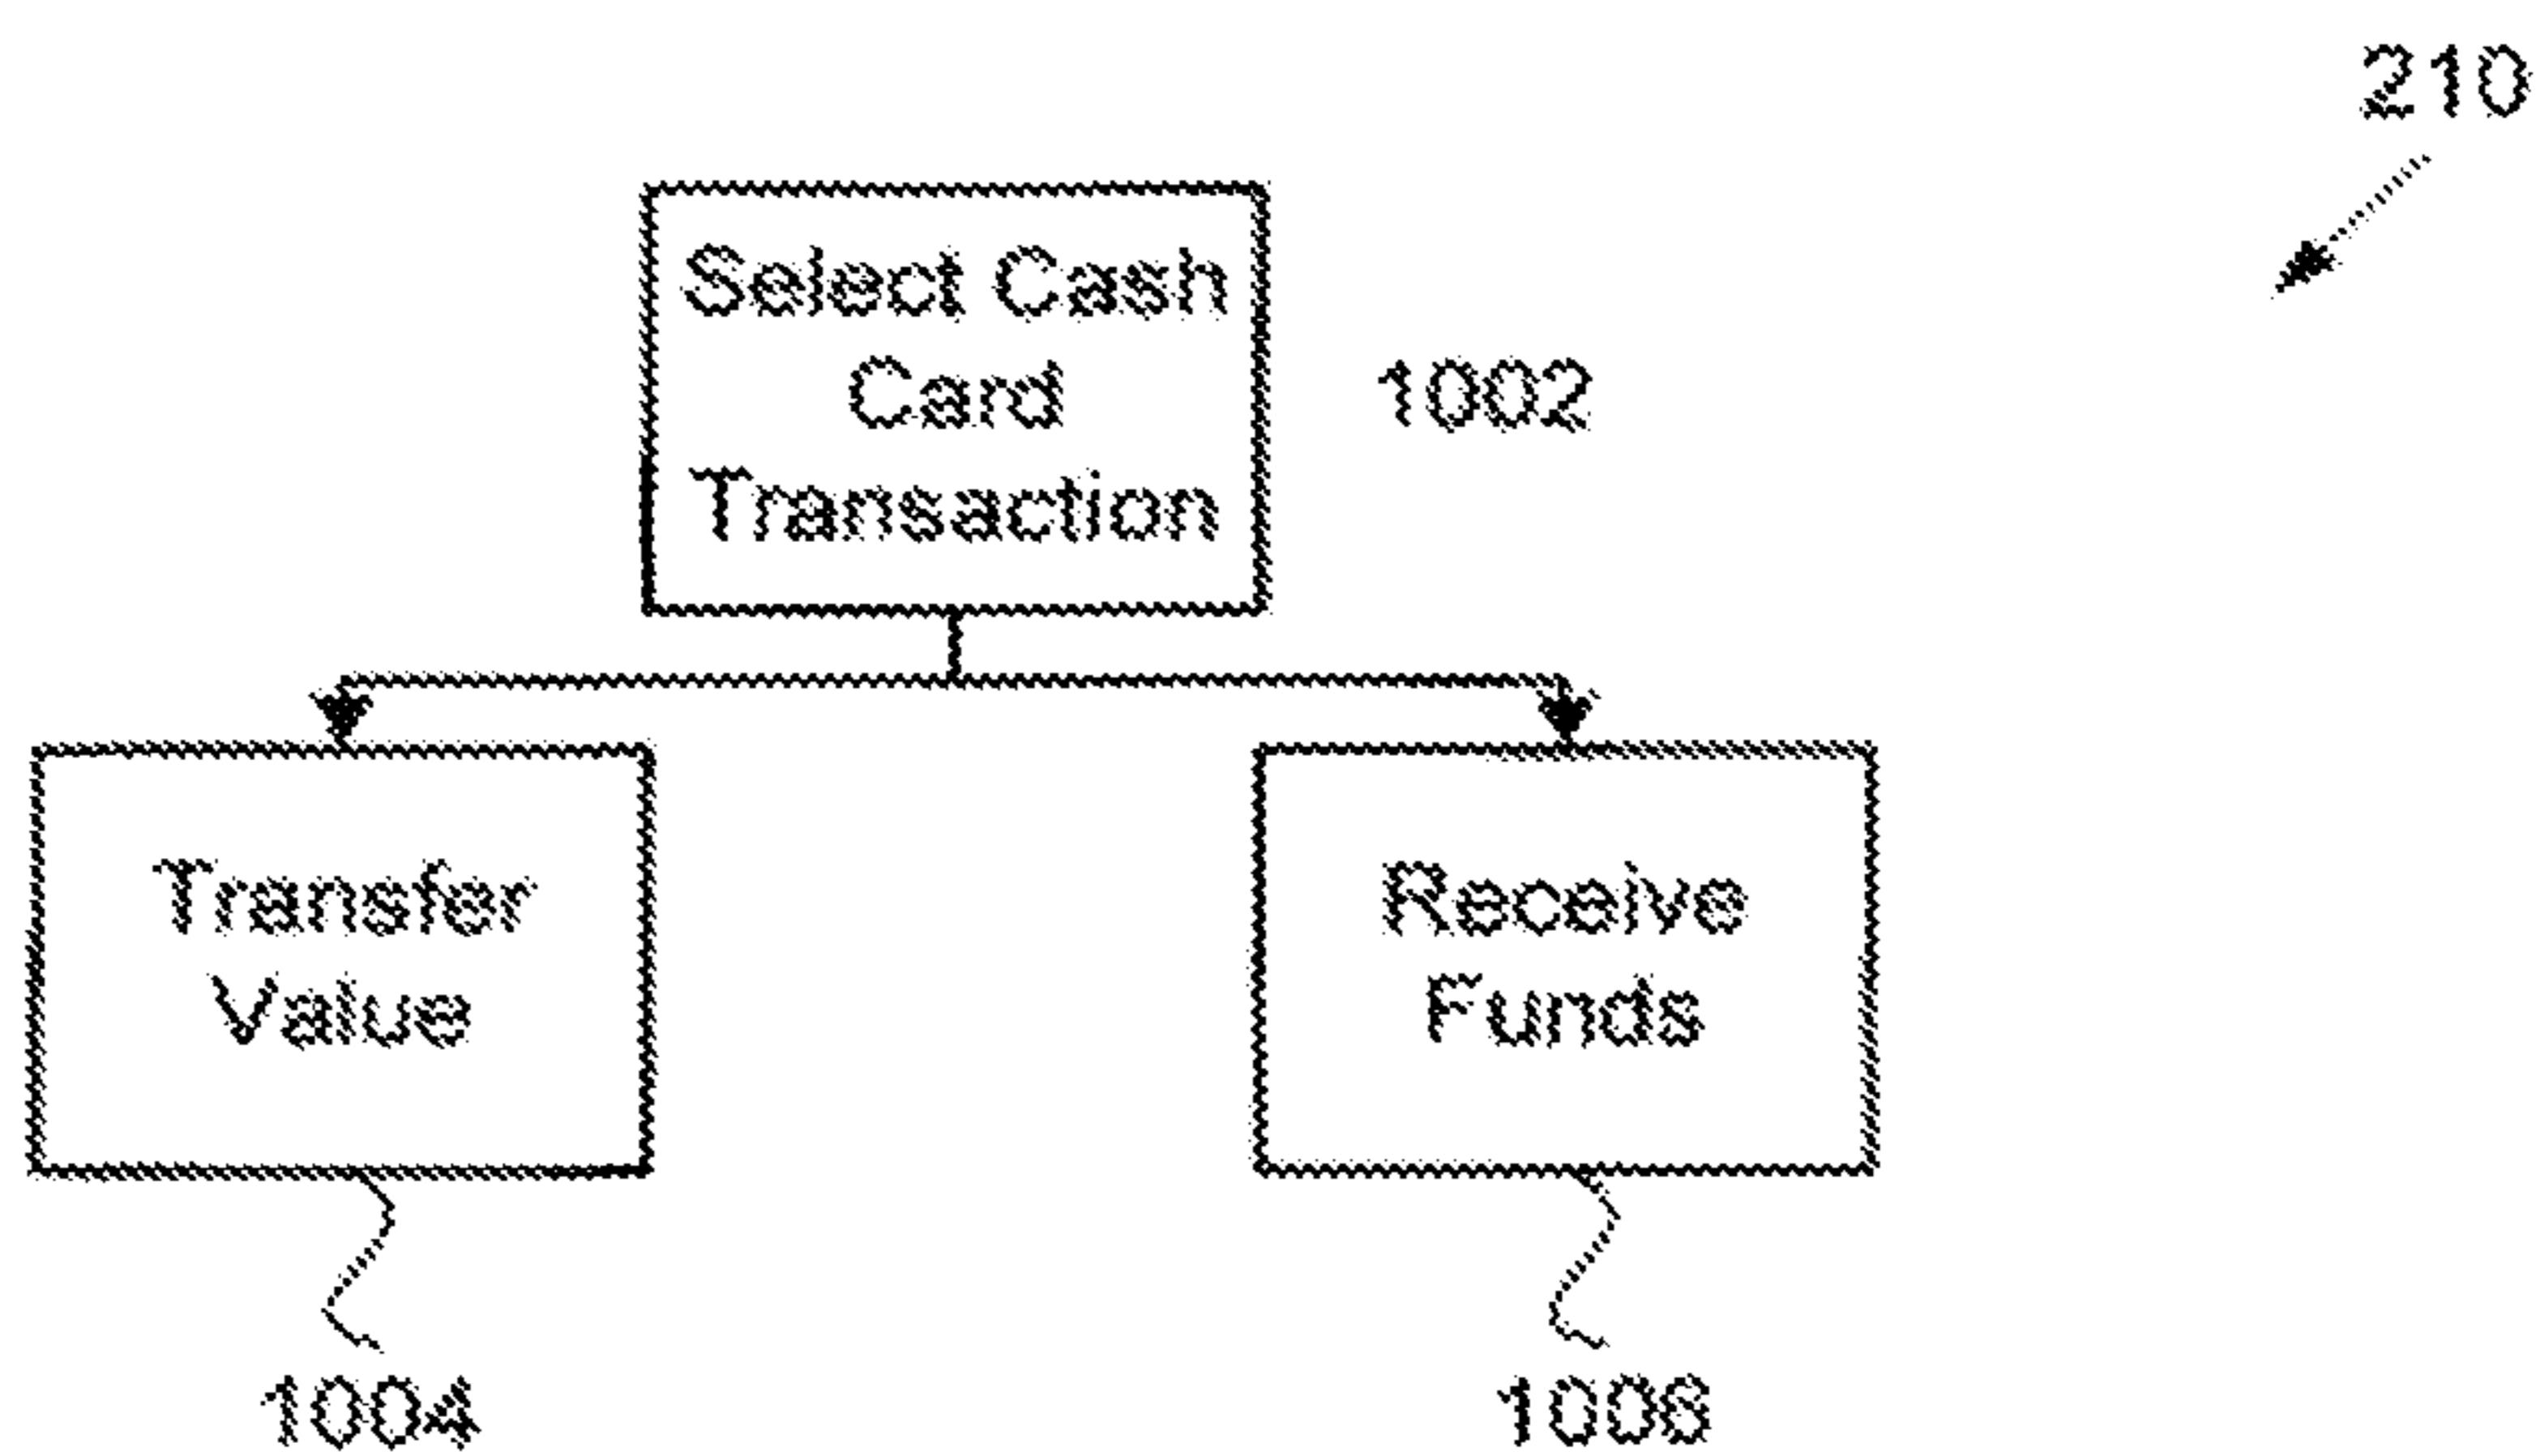 210
Select Cash
Card
Transaction
1002
Transfer
Value
Receive
Funds
1004
1006